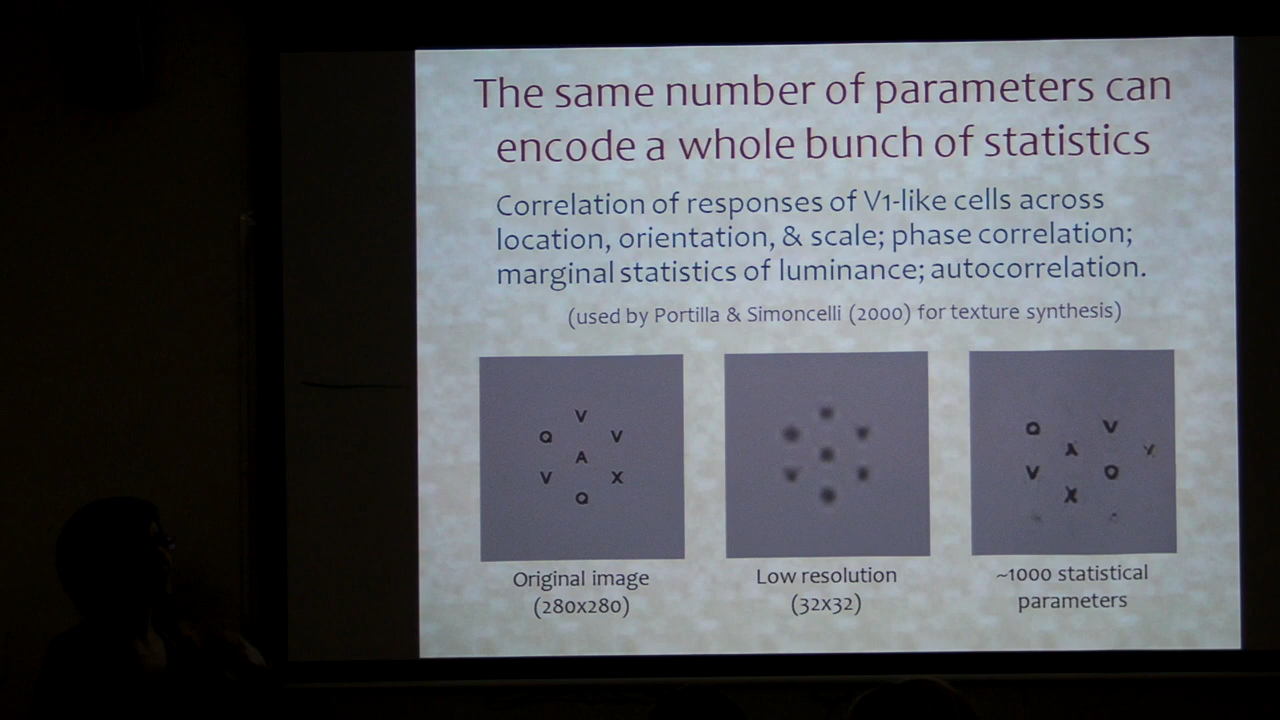 The same number of parameters can
encode a whole bunch of statistics
Correlation of responses of V1-like cells across
location, orientation, & scale; phase correlation;
marginal statistics of luminance; autocorrelation.
(used by Portilla & Simoncelli (2000) for texture synthesis)
V
Q V
A
V X
Q
Q V
V
X
Original image
(280x280)
Low resolution
(32x32)
~1000 statistical
parameters